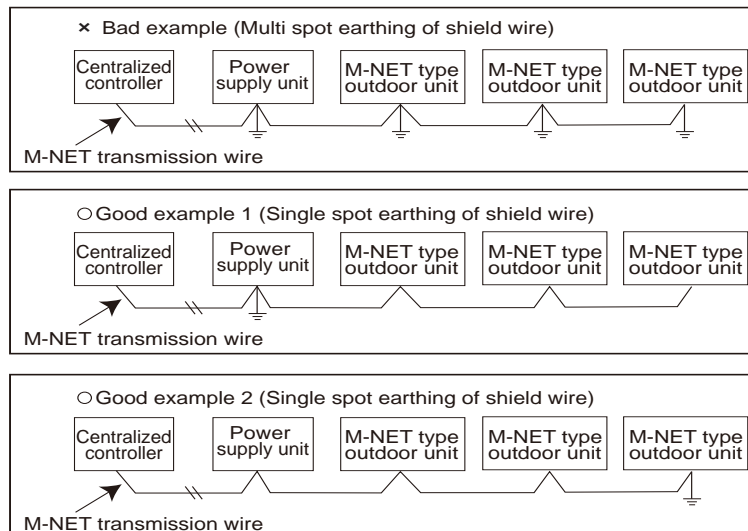 × Bad example (Multi spot earthing of shield wire)
Centralized controller
Power supply unit
M-NET type outdoor unit
M-NET type outdoor unit
M-NET type outdoor unit
M-NET transmission wire
○ Good example 1 (Single spot earthing of shield wire)
Centralized controller
Power supply unit
M-NET type outdoor unit
M-NET type outdoor unit
M-NET type outdoor unit
M-NET transmission wire
○ Good example 2 (Single spot earthing of shield wire)
Centralized controller
Power supply unit
M-NET type outdoor unit
M-NET type outdoor unit
M-NET type outdoor unit
M-NET transmission wire